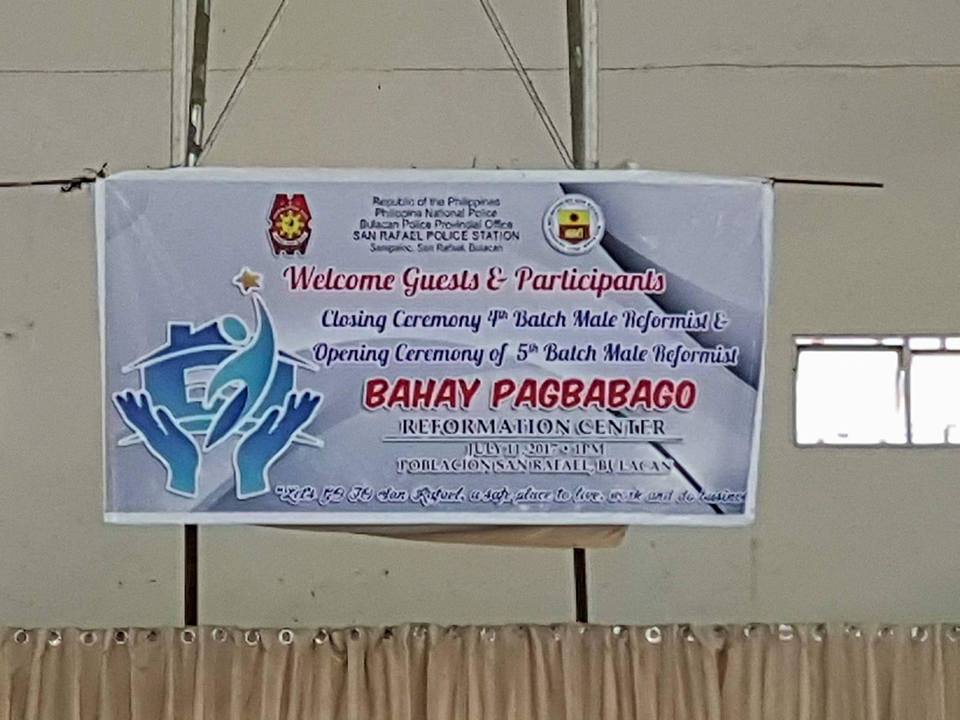 Republic of the Philippines
Philippine National Police
Bulacan Police Provincial Office
SAN RAFAEL POLICE STATION
Sampaloc, San Rafael, Bulacan
Welcome Guests & Participants
Closing Ceremony 4th Batch Male Reformist &
Opening Ceremony of 5th Batch Male Reformist
BAHAY PAGBABAGO
REFORMATION CENTER
JULY 11, 2017 • 1PM
POBLACION SAN RAFAEL, BULACAN
"Let's GO TO San Rafael, a safe place to live, work and do business